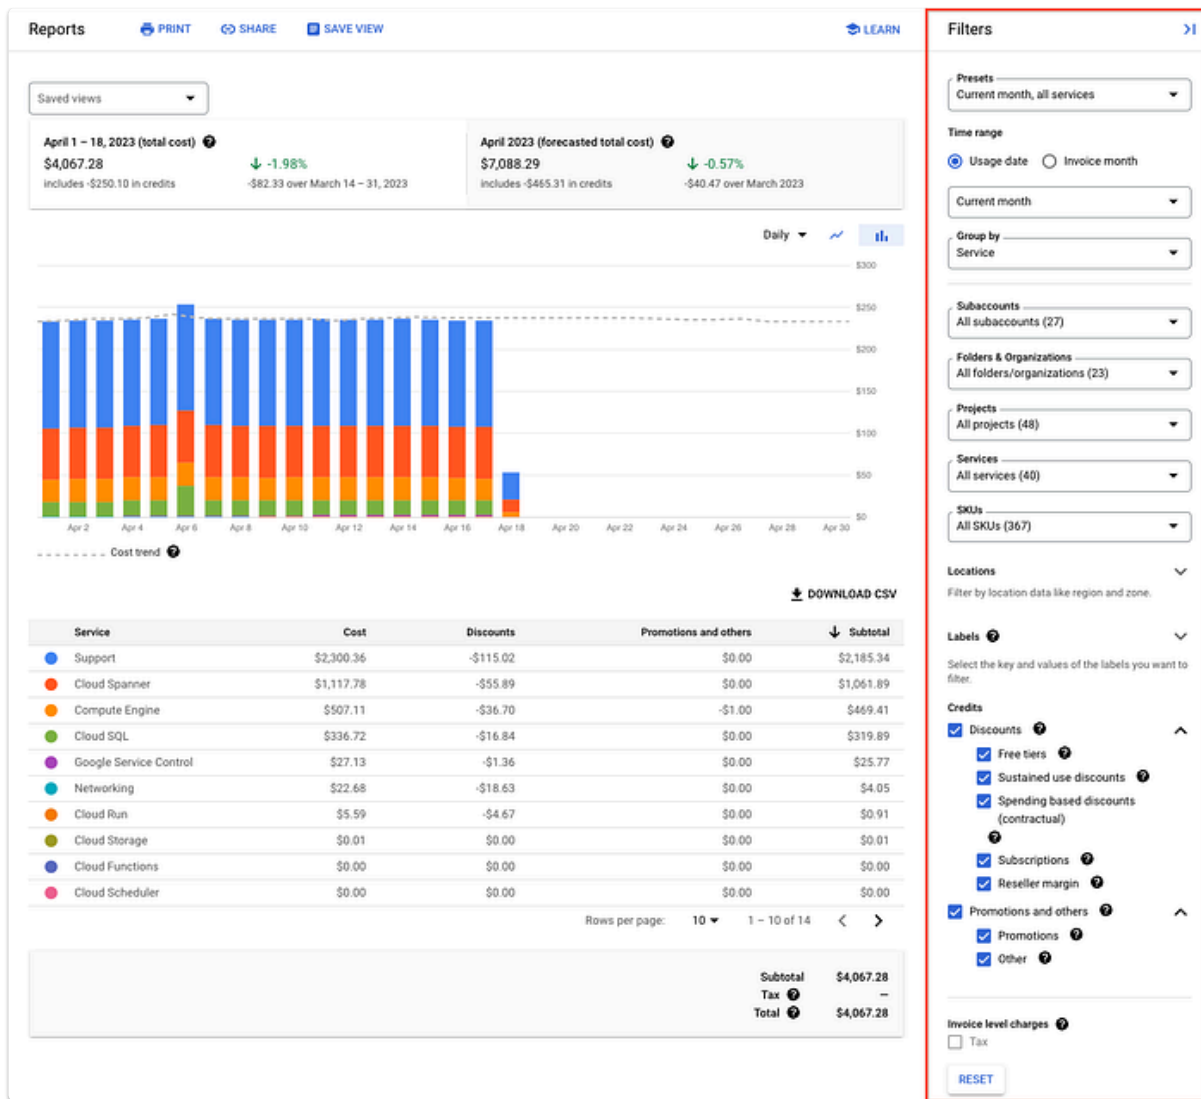 Reports
PRINT
SHARE
SAVE VIEW
LEARN
Saved views
April 1 – 18, 2023 (total cost)
$4,067.28
-1.98%
includes -$250.10 in credits
-$82.33 over March 14 – 31, 2023
April 2023 (forecasted total cost)
$7,088.29
-0.57%
includes -$465.31 in credits
-$40.47 over March 2023
Daily
$300
$250
$200
$150
$100
$50
$0
Apr 2 Apr 4 Apr 6 Apr 8 Apr 10 Apr 12 Apr 14 Apr 16 Apr 18 Apr 20 Apr 22 Apr 24 Apr 26 Apr 28 Apr 30
Cost trend
DOWNLOAD CSV
Service Cost Discounts Promotions and others Subtotal
Support $2,300.36 -$115.02 $0.00 $2,185.34
Cloud Spanner $1,117.78 -$55.89 $0.00 $1,061.89
Compute Engine $507.11 -$36.70 -$1.00 $469.41
Cloud SQL $336.72 -$16.84 $0.00 $319.89
Google Service Control $27.13 -$1.36 $0.00 $25.77
Networking $22.68 -$18.63 $0.00 $4.05
Cloud Run $5.59 -$4.67 $0.00 $0.91
Cloud Storage $0.01 $0.00 $0.00 $0.01
Cloud Functions $0.00 $0.00 $0.00 $0.00
Cloud Scheduler $0.00 $0.00 $0.00 $0.00
Rows per page: 10 1 – 10 of 14
Subtotal $4,067.28
Tax –
Total $4,067.28
Filters
Presets
Current month, all services
Time range
Usage date Invoice month
Current month
Group by
Service
Subaccounts
All subaccounts (27)
Folders & Organizations
All folders/organizations (23)
Projects
All projects (48)
Services
All services (40)
SKUs
All SKUs (367)
Locations
Filter by location data like region and zone.
Labels
Select the key and values of the labels you want to
filter.
Credits
Discounts
Free tiers
Sustained use discounts
Spending based discounts
(contractual)
Subscriptions
Reseller margin
Promotions and others
Promotions
Other
Invoice level charges
Tax
RESET